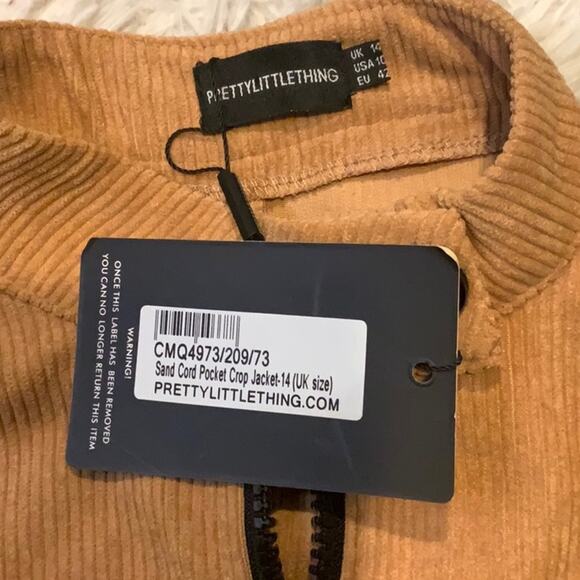 PRETTYLITTLETHING
UK 14
USA 10
EU 42
WARNING!
ONCE THIS LABEL HAS BEEN REMOVED
YOU CAN NO LONGER RETURN THIS ITEM
CMQ4973/209/73
Sand Cord Pocket Crop Jacket-14 (UK size)
PRETTYLITTLETHING.COM